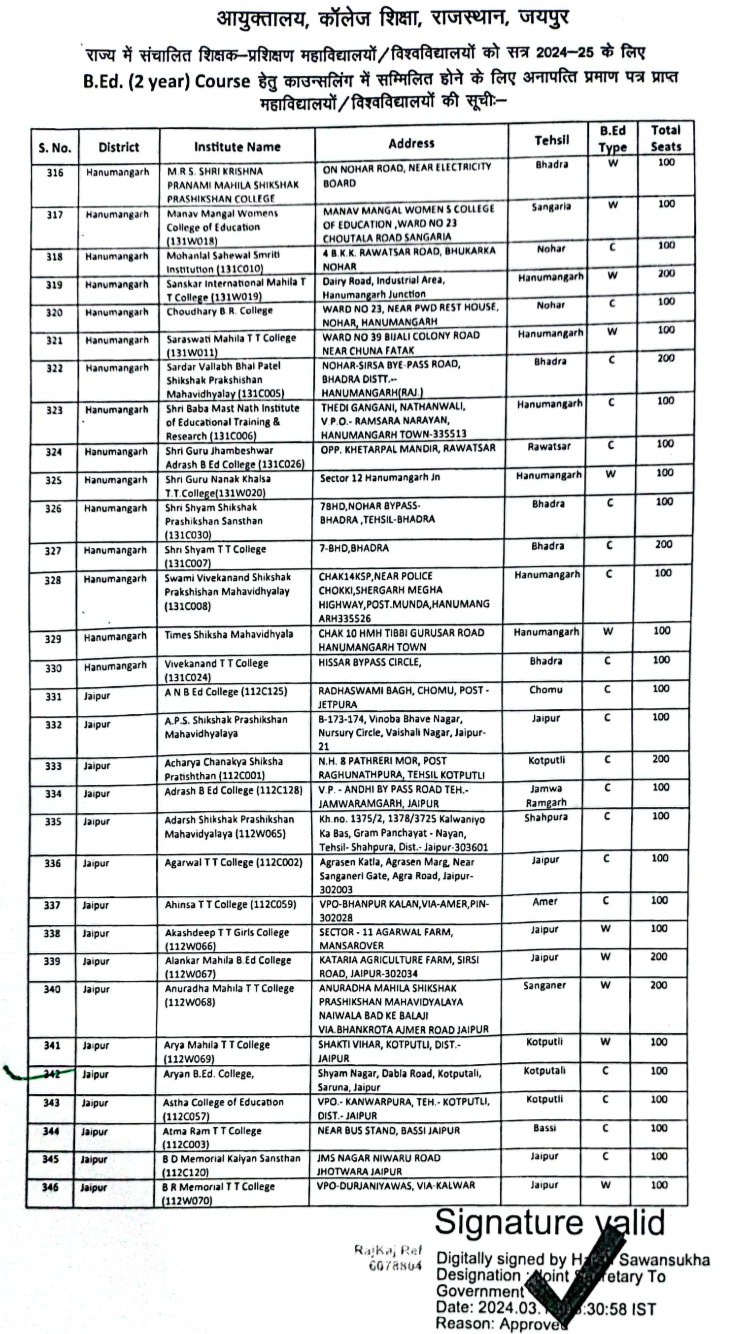 आयुक्तालय, कॉलेज शिक्षा, राजस्थान, जयपुर
राज्य में संचालित शिक्षक–प्रशिक्षण महाविद्यालयों/विश्वविद्यालयों को सत्र 2024–25 के लिए
B.Ed. (2 year) Course हेतु काउन्सलिंग में सम्मिलित होने के लिए अनापत्ति प्रमाण पत्र प्राप्त
महाविद्यालयों/विश्वविद्यालयों की सूची:–
S. No. District Institute Name Address Tehsil B.Ed Type Total Seats
316 Hanumangarh M.R.S. SHRI KRISHNA PRANAMI MAHILA SHIKSHAK PRASHIKSHAN COLLEGE ON NOHAR ROAD, NEAR ELECTRICITY BOARD Bhadra W 100
317 Hanumangarh Manav Mangal Womens College of Education (131W018) MANAV MANGAL WOMEN S COLLEGE OF EDUCATION ,WARD NO 23 CHOUTALA ROAD SANGARIA Sangaria W 100
318 Hanumangarh Mohanlal Sahewal Smriti Institution (131C010) 4 B.K.K. RAWATSAR ROAD, BHUKARKA NOHAR Nohar C 100
319 Hanumangarh Sanskar International Mahila T T College (131W019) Dairy Road, Industrial Area, Hanumangarh Junction Hanumangarh W 200
320 Hanumangarh Choudhary B.R. College WARD NO 23, NEAR PWD REST HOUSE, NOHAR, HANUMANGARH Nohar C 100
321 Hanumangarh Saraswati Mahila T T College (131W011) WARD NO 39 BIJALI COLONY ROAD NEAR CHUNA FATAK Hanumangarh W 100
322 Hanumangarh Sardar Vallabh Bhai Patel Shikshak Prakshishan Mahavidhyalay (131C005) NOHAR-SIRSA BYE-PASS ROAD, BHADRA DISTT.-- HANUMANGARH(RAJ.) Bhadra C 200
323 Hanumangarh Shri Baba Mast Nath Institute of Educational Training & Research (131C006) THEDI GANGANI, NATHANWALI, V.P.O.- RAMSARA NARAYAN, HANUMANGARH TOWN-335513 Hanumangarh C 100
324 Hanumangarh Shri Guru Jhambeshwar Adrash B Ed College (131C026) OPP. KHETARPAL MANDIR, RAWATSAR Rawatsar C 100
325 Hanumangarh Shri Guru Nanak Khalsa T.T.College(131W020) Sector 12 Hanumangarh Jn Hanumangarh W 100
326 Hanumangarh Shri Shyam Shikshak Prashikshan Sansthan (131C030) 7BHD,NOHAR BYPASS-BHADRA ,TEHSIL-BHADRA Bhadra C 100
327 Hanumangarh Shri Shyam T T College (131C007) 7-BHD,BHADRA Bhadra C 200
328 Hanumangarh Swami Vivekanand Shikshak Prakshishan Mahavidhyalay (131C008) CHAK14KSP,NEAR POLICE CHOKKI,SHERGARH MEGHA HIGHWAY,POST.MUNDA,HANUMANGARH335526 Hanumangarh C 100
329 Hanumangarh Times Shiksha Mahavidhyala CHAK 10 HMH TIBBI GURUSAR ROAD HANUMANGARH TOWN Hanumangarh W 100
330 Hanumangarh Vivekanand T T College (131C024) HISSAR BYPASS CIRCLE, Bhadra C 100
331 Jaipur A N B Ed College (112C125) RADHASWAMI BAGH, CHOMU, POST - JETPURA Chomu C 100
332 Jaipur A.P.S. Shikshak Prashikshan Mahavidhyalaya B-173-174, Vinoba Bhave Nagar, Nursury Circle, Vaishali Nagar, Jaipur-21 Jaipur C 100
333 Jaipur Acharya Chanakya Shiksha Pratishthan (112C001) N.H. 8 PATHRERI MOR, POST RAGHUNATHPURA, TEHSIL KOTPUTLI Kotputli C 200
334 Jaipur Adrash B Ed College (112C128) V.P. - ANDHI BY PASS ROAD TEH.- JAMWARAMGARH, JAIPUR Jamwa Ramgarh C 100
335 Jaipur Adarsh Shikshak Prashikshan Mahavidyalaya (112W065) Kh.no. 1375/2, 1378/3725 Kalwaniyo Ka Bas, Gram Panchayat - Nayan, Tehsil- Shahpura, Dist.- Jaipur-303601 Shahpura C 100
336 Jaipur Agarwal T T College (112C002) Agrasen Katla, Agrasen Marg, Near Sanganeri Gate, Agra Road, Jaipur-302003 Jaipur C 100
337 Jaipur Ahinsa T T College (112C059) VPO-BHANPUR KALAN,VIA-AMER,PIN-302028 Amer C 100
338 Jaipur Akashdeep T T Girls College (112W066) SECTOR - 11 AGARWAL FARM, MANSAROVER Jaipur W 100
339 Jaipur Alankar Mahila B.Ed College (112W067) KATARIA AGRICULTURE FARM, SIRSI ROAD, JAIPUR-302034 Jaipur W 200
340 Jaipur Anuradha Mahila T T College (112W068) ANURADHA MAHILA SHIKSHAK PRASHIKSHAN MAHAVIDYALAYA NAIWALA BAD KE BALAJI VIA.BHANKROTA AJMER ROAD JAIPUR Sanganer W 200
341 Jaipur Arya Mahila T T College (112W069) SHAKTI VIHAR, KOTPUTLI, DIST.- JAIPUR Kotputli W 100
342 Jaipur Aryan B.Ed. College, Shyam Nagar, Dabla Road, Kotputali, Saruna, Jaipur Kotputali C 100
343 Jaipur Astha College of Education (112C057) VPO.- KANWARPURA, TEH.- KOTPUTLI, DIST.- JAIPUR Kotputli C 100
344 Jaipur Atma Ram T T College (112C003) NEAR BUS STAND, BASSI JAIPUR Bassi C 100
345 Jaipur B D Memorial Kalyan Sansthan (112C120) JMS NAGAR NIWARU ROAD JHOTWARA JAIPUR Jaipur C 100
346 Jaipur B R Memorial T T College (112W070) VPO-DURJANIYAWAS, VIA-KALWAR Jaipur W 100
Signature valid
RajKaj Ref
6078804
Digitally signed by Sawansukha
Designation : Joint Secretary To
Government
Date: 2024.03. :30:58 IST
Reason: Approved